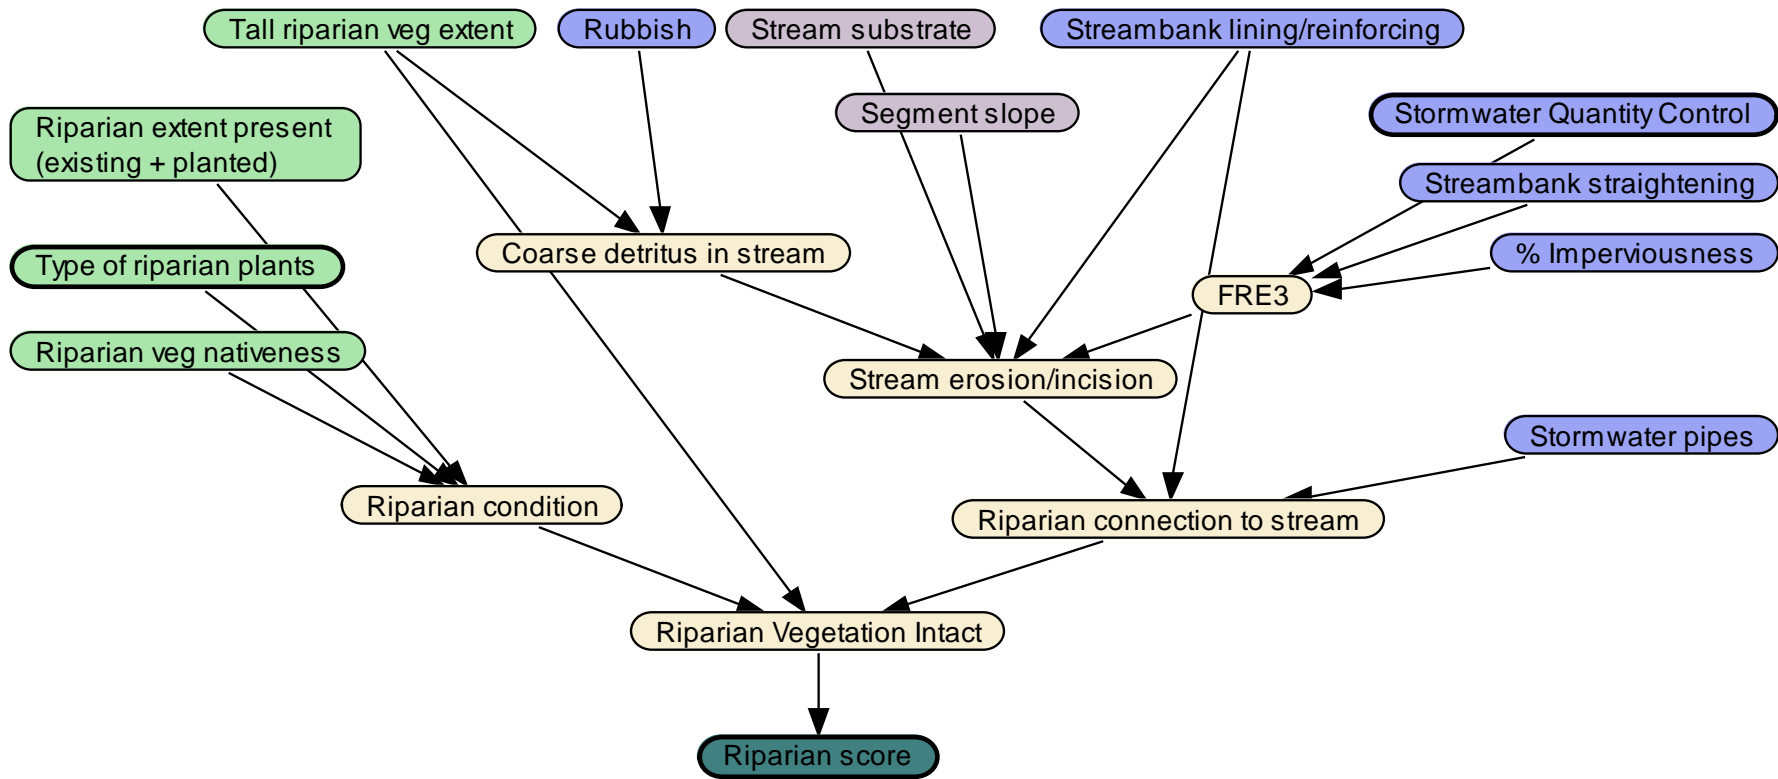 Tall riparian veg extent
Rubbish
Stream substrate
Streambank lining/reinforcing
Riparian extent present
(existing + planted)
Segment slope
Stormwater Quantity Control
Streambank straightening
Type of riparian plants
Coarse detritus in stream
% Imperviousness
FRE3
Riparian veg nativeness
Stream erosion/incision
Stormwater pipes
Riparian condition
Riparian connection to stream
Riparian Vegetation Intact
Riparian score